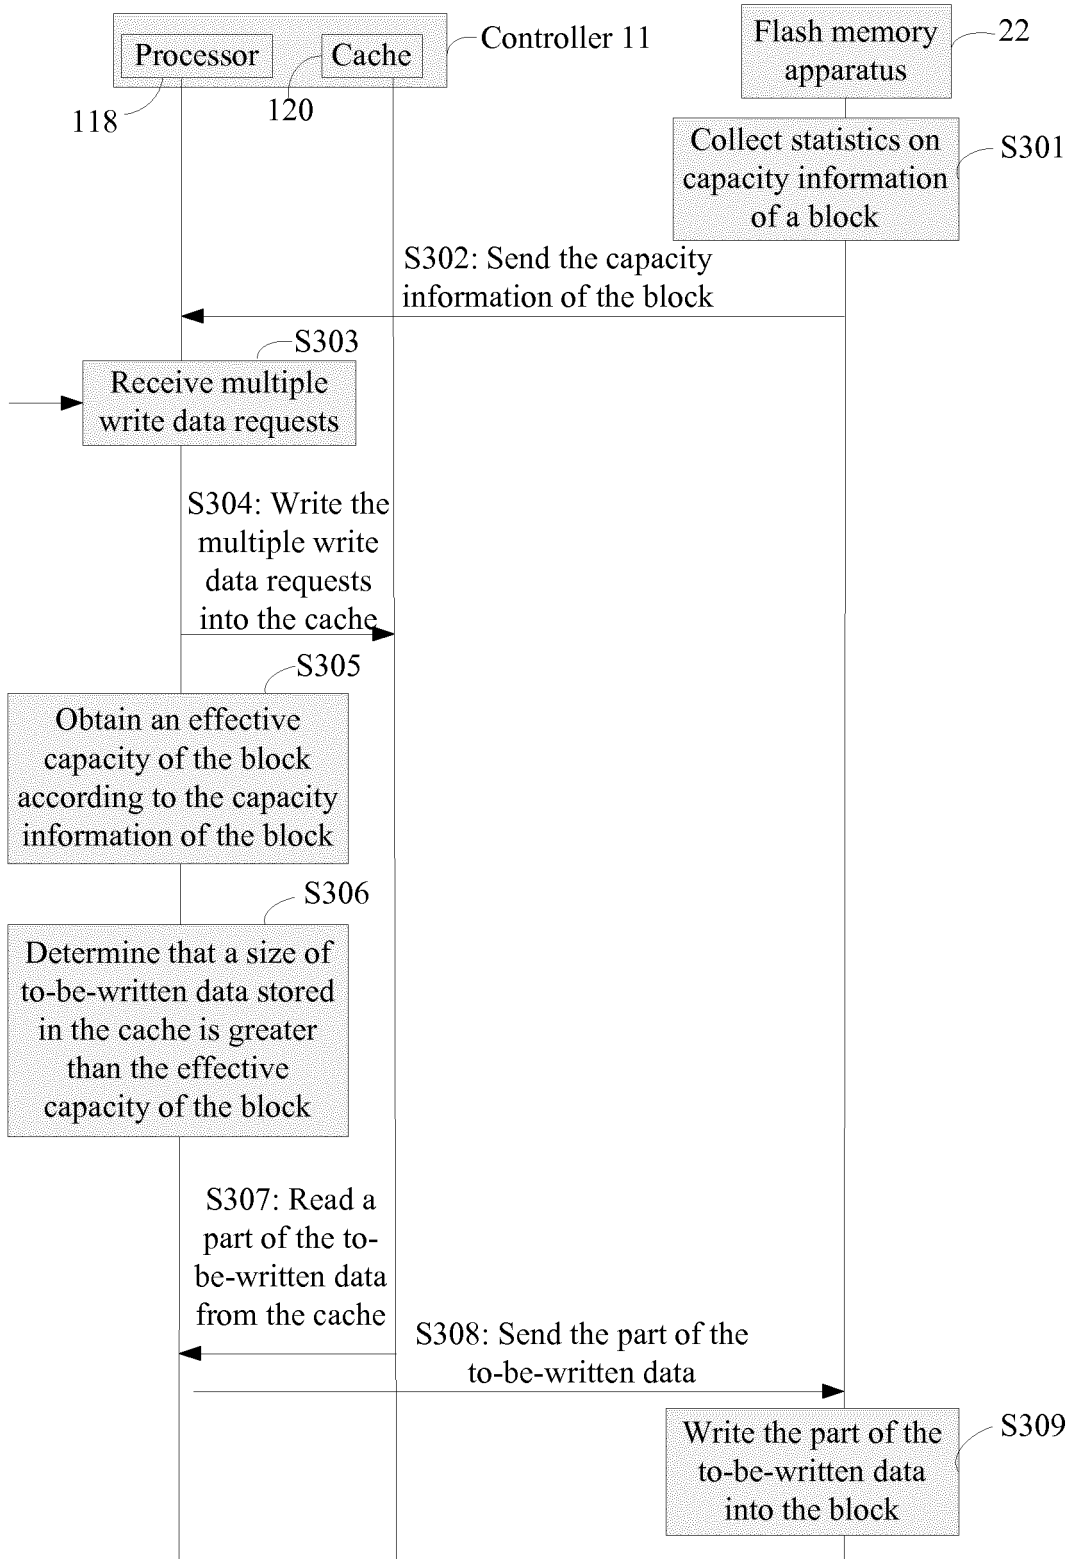 Processor
Cache
Controller 11
118
120
Flash memory
apparatus
22
Collect statistics on
capacity information
of a block
S301
S302: Send the capacity
information of the block
S303
Receive multiple
write data requests
S304: Write the
multiple write
data requests
into the cache
S305
Obtain an effective
capacity of the block
according to the capacity
information of the block
S306
Determine that a size of
to-be-written data stored
in the cache is greater
than the effective
capacity of the block
S307: Read a
part of the to-
be-written data
from the cache
S308: Send the part of the
to-be-written data
Write the part of the
to-be-written data
into the block
S309